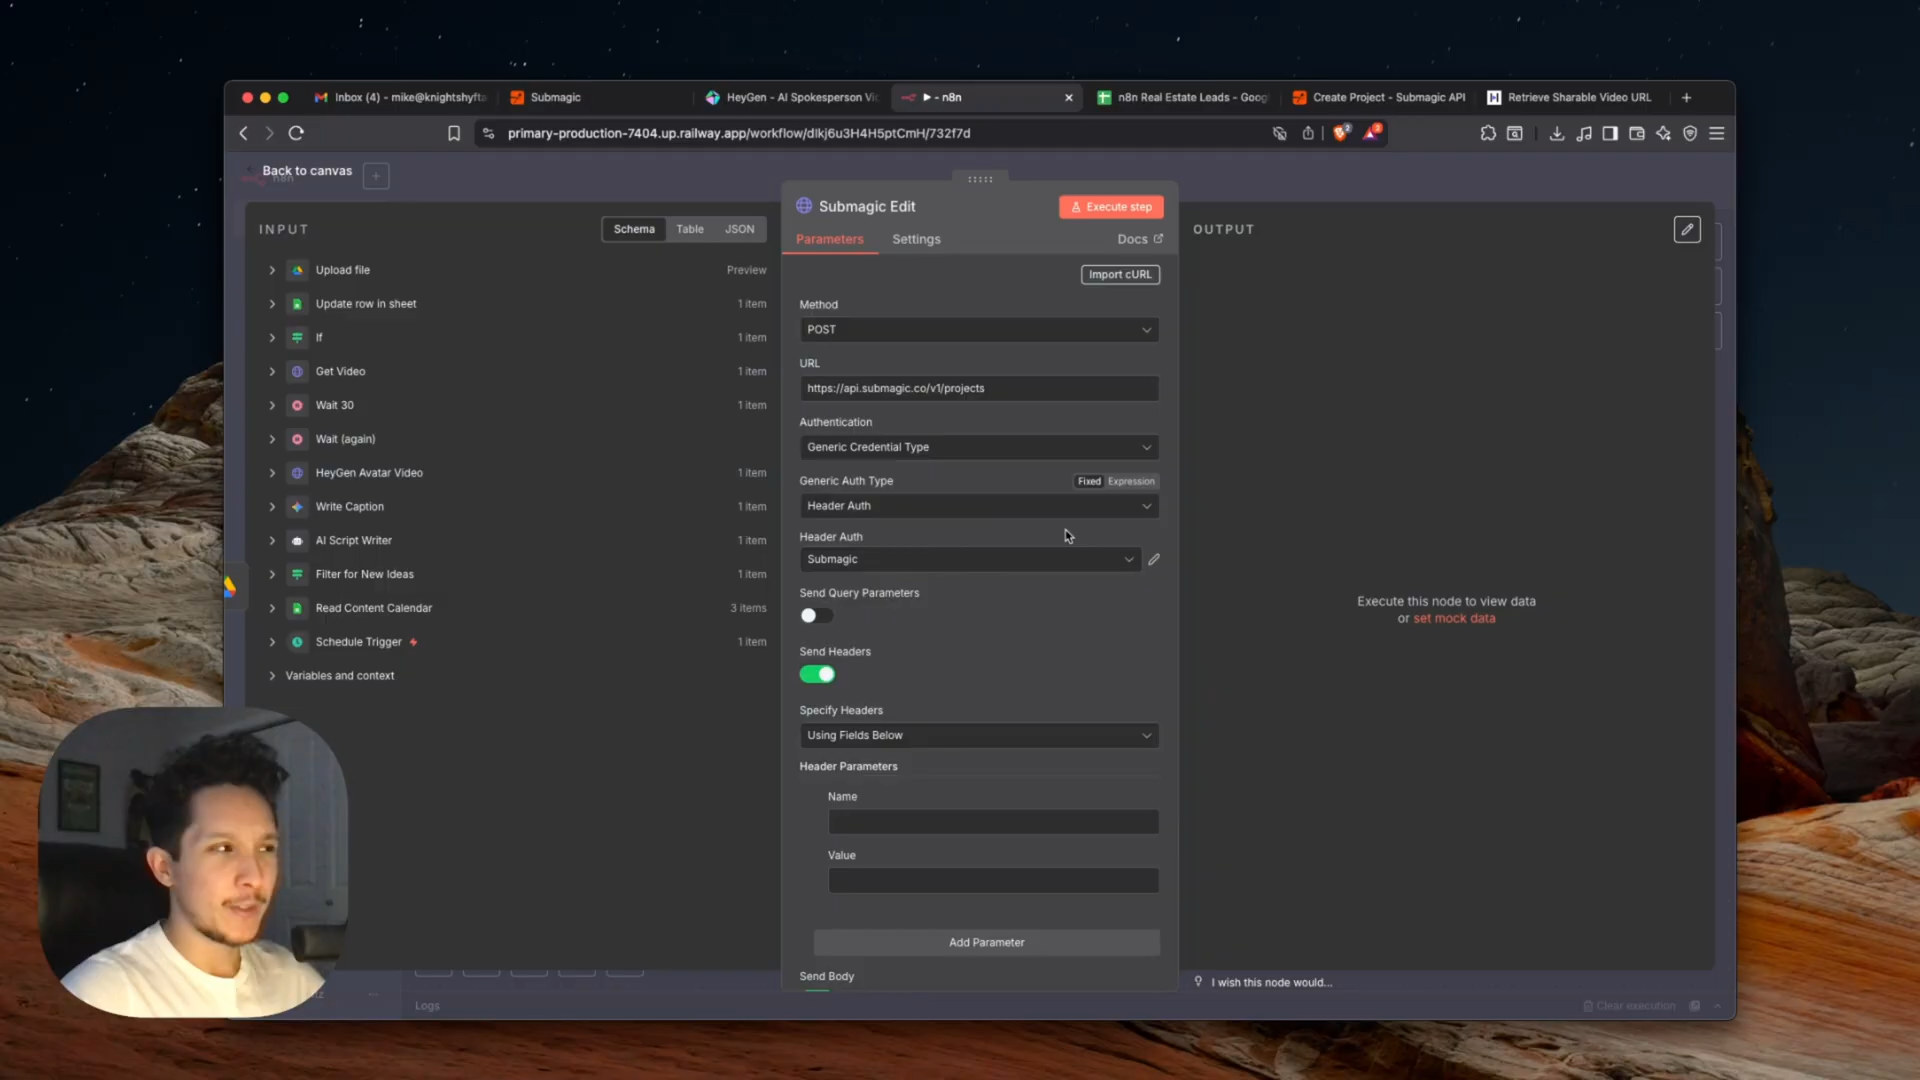 Inbox (4) - mike@knightshyfta
Submagic
HeyGen - AI Spokesperson Vic
▶ - n8n
n8n Real Estate Leads - Goog
Create Project - Submagic API
Retrieve Sharable Video URL
primary-production-7404.up.railway.app/workflow/dIkj6u3H4H5ptCmH/732f7d
Back to canvas
INPUT
Schema
Table
JSON
Upload file
Preview
Update row in sheet
1 item
If
1 item
Get Video
1 item
Wait 30
1 item
Wait (again)
HeyGen Avatar Video
1 item
Write Caption
1 item
AI Script Writer
1 item
Filter for New Ideas
1 item
Read Content Calendar
3 items
Schedule Trigger
1 item
Variables and context
Submagic Edit
Execute step
Parameters
Settings
Docs
Import cURL
Method
POST
URL
https://api.submagic.co/v1/projects
Authentication
Generic Credential Type
Generic Auth Type
Fixed
Expression
Header Auth
Header Auth
Submagic
Send Query Parameters
Send Headers
Specify Headers
Using Fields Below
Header Parameters
Name
Value
Add Parameter
Send Body
OUTPUT
Execute this node to view data
or set mock data
I wish this node would...
Logs
Clear execution